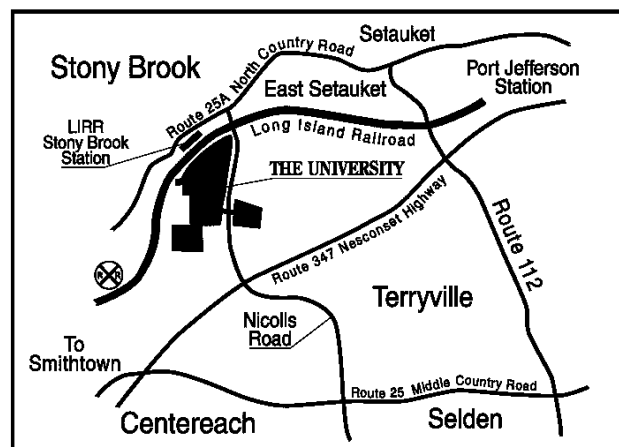 Setauket
Stony Brook
Route 25A North Country Road
Port Jefferson
Station
East Setauket
LIRR
Stony Brook
Station
Long Island Railroad
THE UNIVERSITY
Route 347 Nesconset Highway
Route 112
R R
Terryville
Nicolls
Road
To
Smithtown
Route 25 Middle Country Road
Centereach
Selden